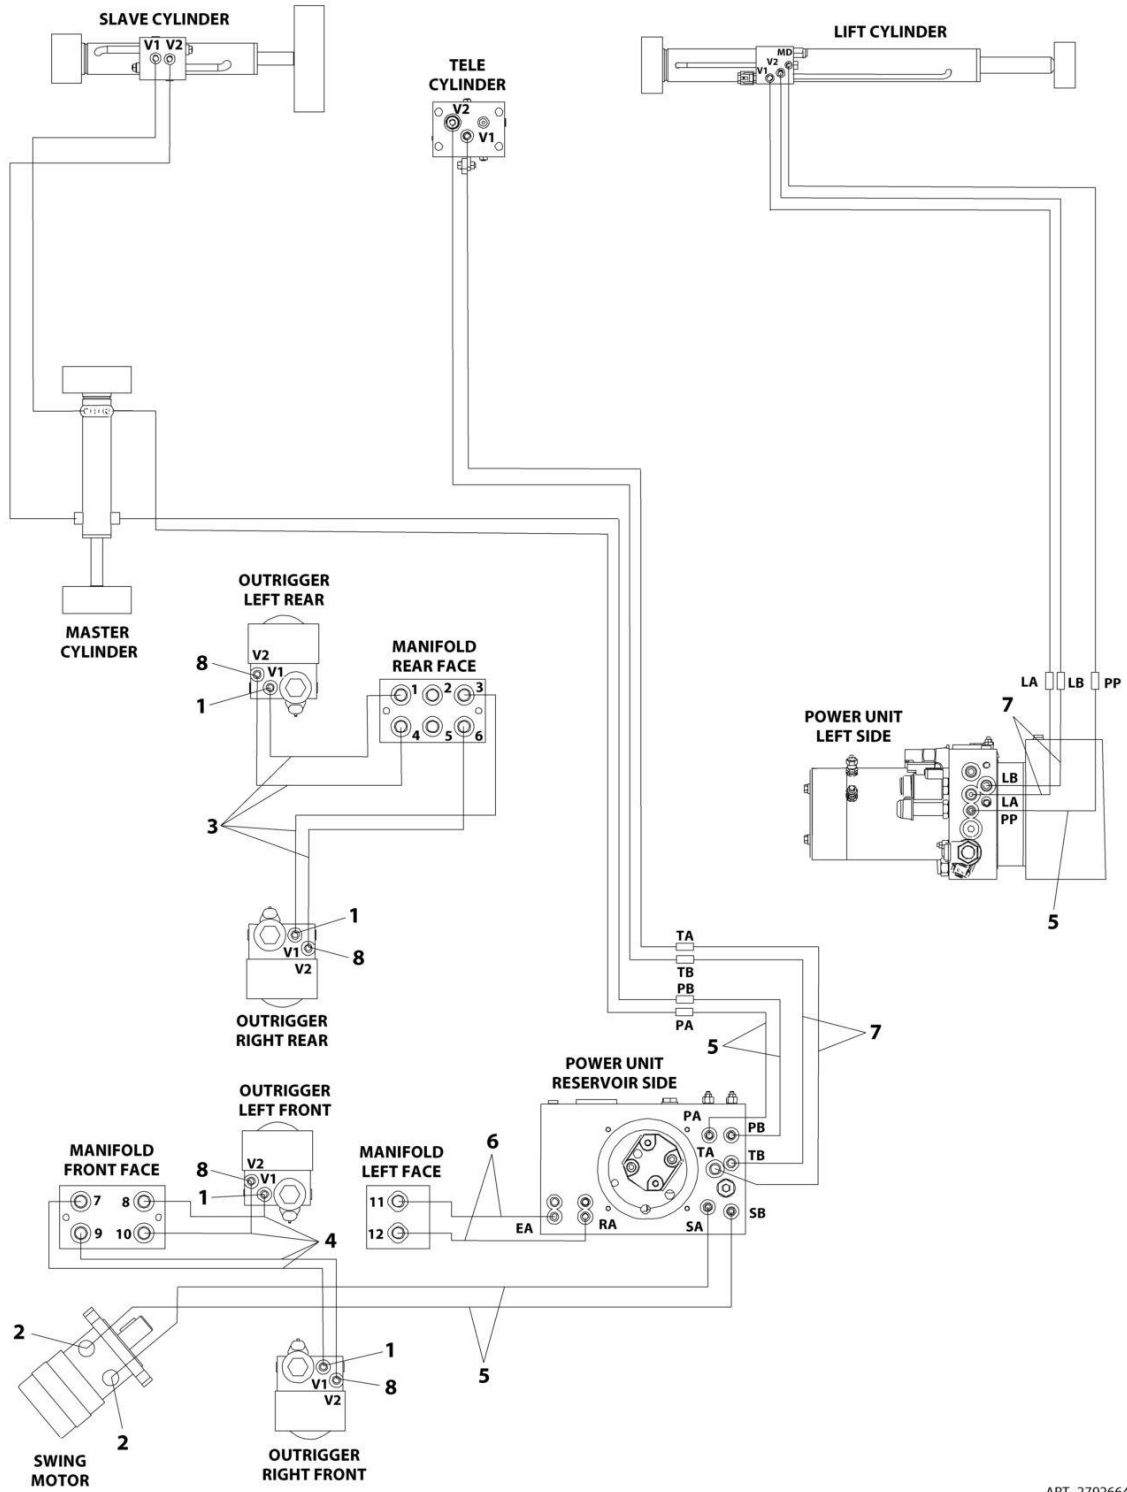 SLAVE CYLINDER
V1 V2
TELE
CYLINDER
V2
V1
LIFT CYLINDER
MD
V2
V1
MASTER
CYLINDER
OUTRIGGER
LEFT REAR
V2
V1
8
1
MANIFOLD
REAR FACE
1 2 3
4 5 6
3
1
8
V1
V2
OUTRIGGER
RIGHT REAR
LA LB PP
7
POWER UNIT
LEFT SIDE
LB
LA
PP
5
TA
TB
PB
PA
7
5
POWER UNIT
RESERVOIR SIDE
PA
PB
TA
TB
EA
RA
SA
SB
OUTRIGGER
LEFT FRONT
V2
V1
8
1
MANIFOLD
FRONT FACE
7 8
9 10
MANIFOLD
LEFT FACE
11
12
6
4
5
2
2
SWING
MOTOR
1
8
V1
V2
OUTRIGGER
RIGHT FRONT